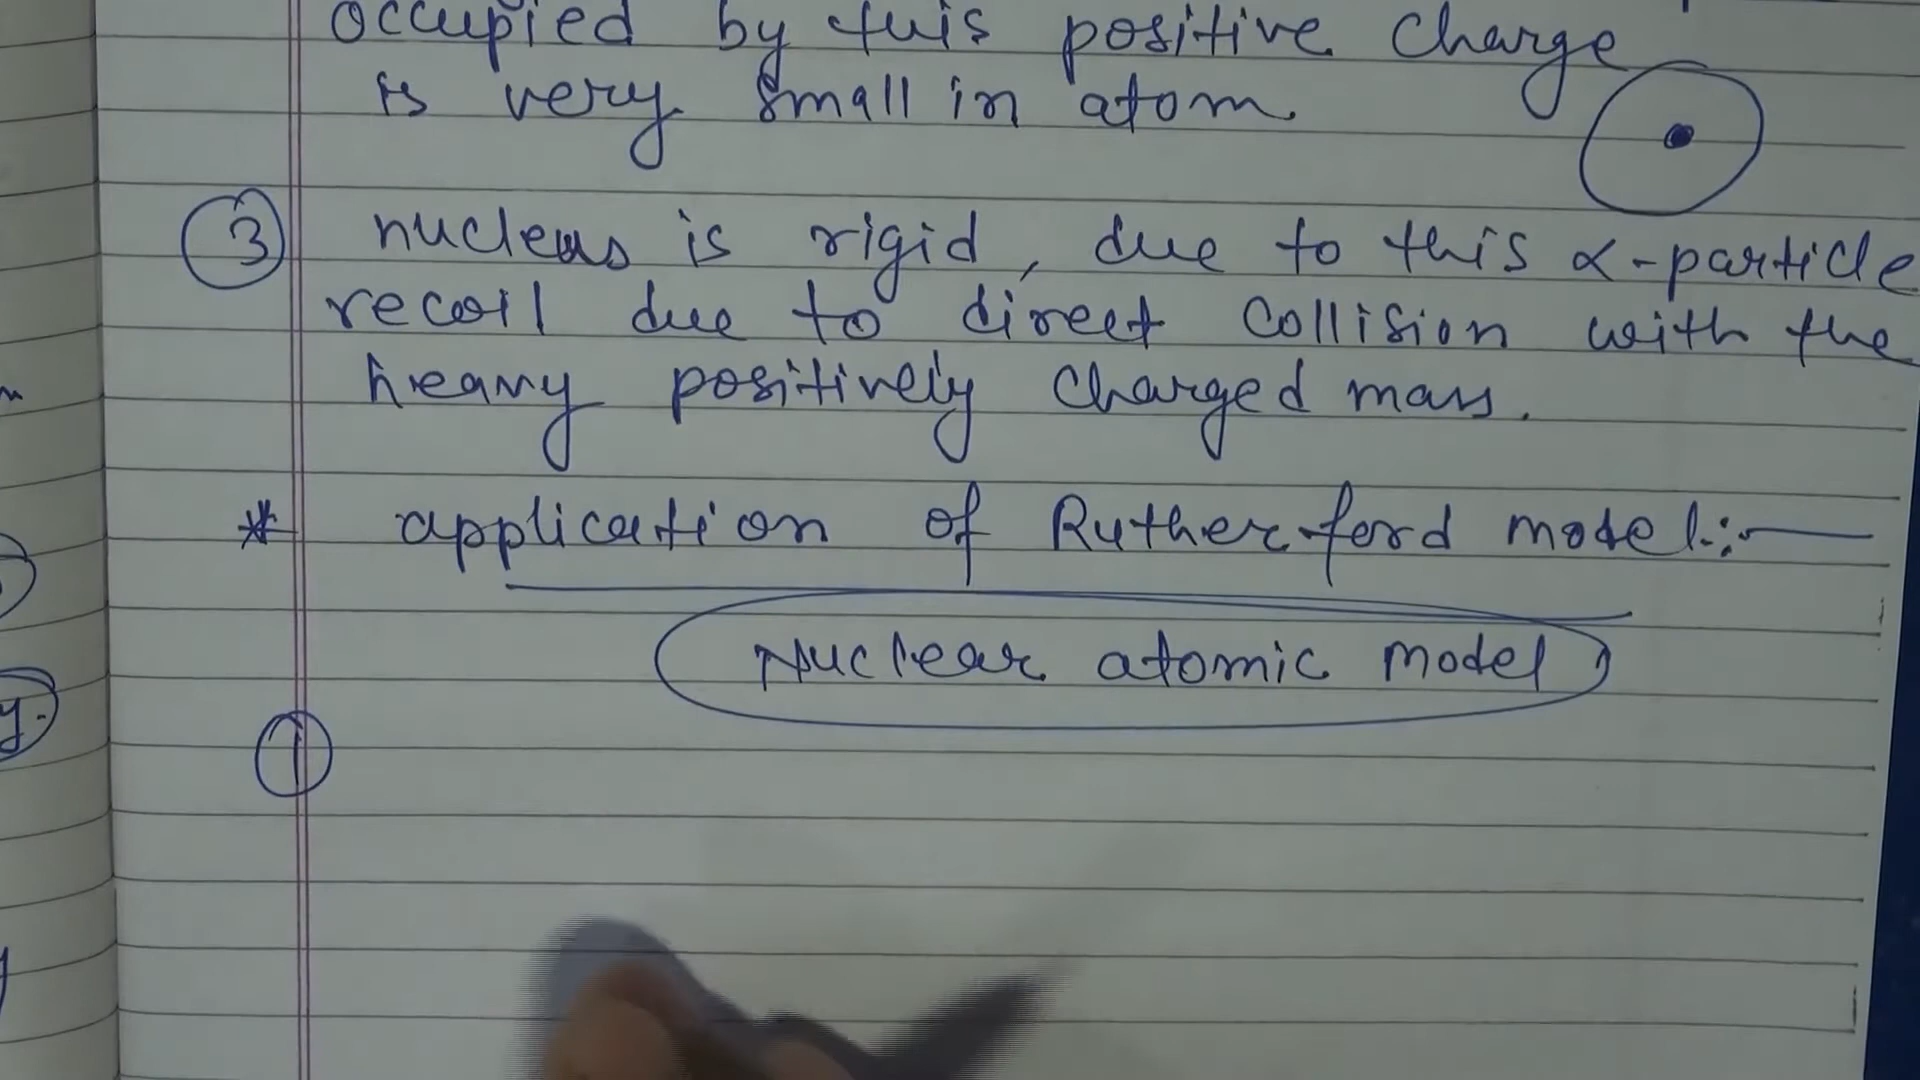 occupied by this positive charge
is very small in atom.
③ nucleus is rigid, due to this α-particle
recoil due to direct collision with the
heavy positively charged mass.
* application of Rutherford model:-
Nuclear atomic model
①
y.